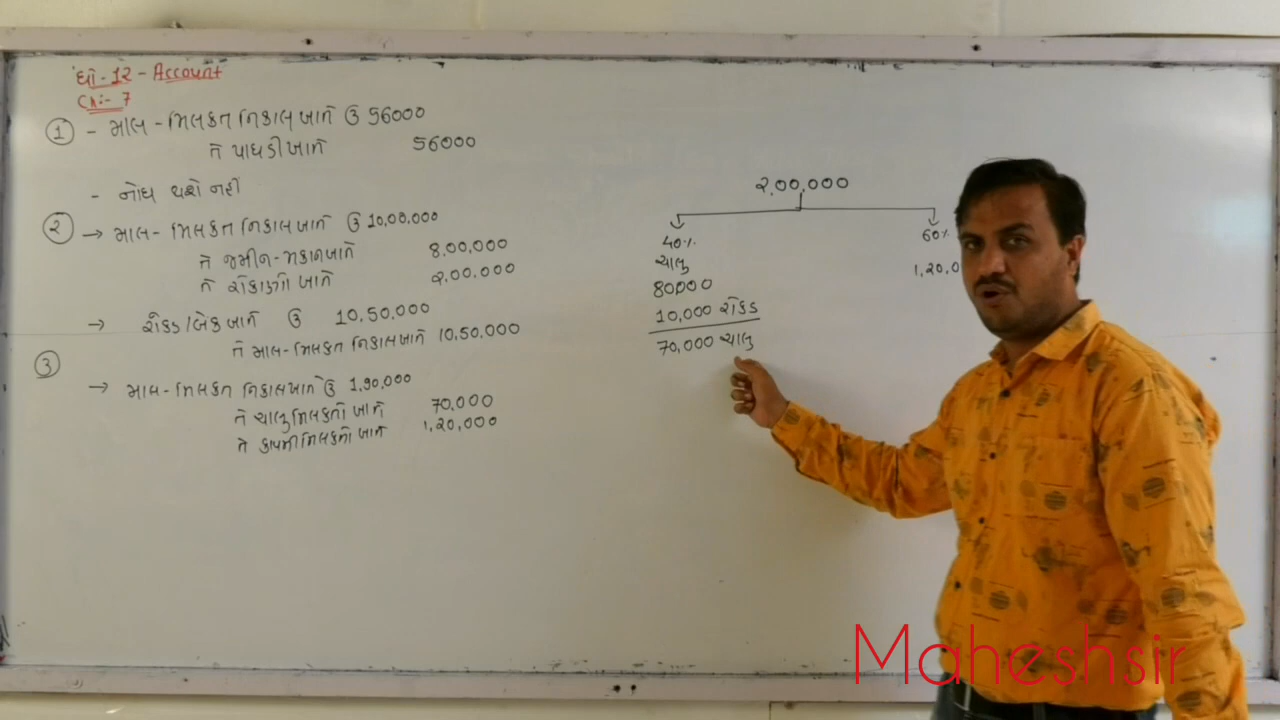 ધો-12 - Account
Ch:- 7
① - માલ - મિલકત નિકાલ ખાતે ઉ 56000
તે પાઘડી ખાતે 56000
- નોંધ થશે નહીં
② → માલ - મિલકત નિકાલ ખાતે ઉ 10,00,000
તે જમીન-મકાન ખાતે 8,00,000
તે રોકાણો ખાતે 2,00,000
→ રોકડ/બેંક ખાતે ઉ 10,50,000
તે માલ-મિલકત નિકાલ ખાતે 10,50,000
③
→ માલ-મિલકત નિકાલ ખાતે ઉ 1,90,000
તે ચાલુ મિલકતો ખાતે 70,000
તે કાયમી મિલકતો ખાતે 1,20,000
૨,00,000
40% 60%
ચાલુ
80000 1,20,0
10,000 રોકડ
70,000 ચાલુ
Maheshsir